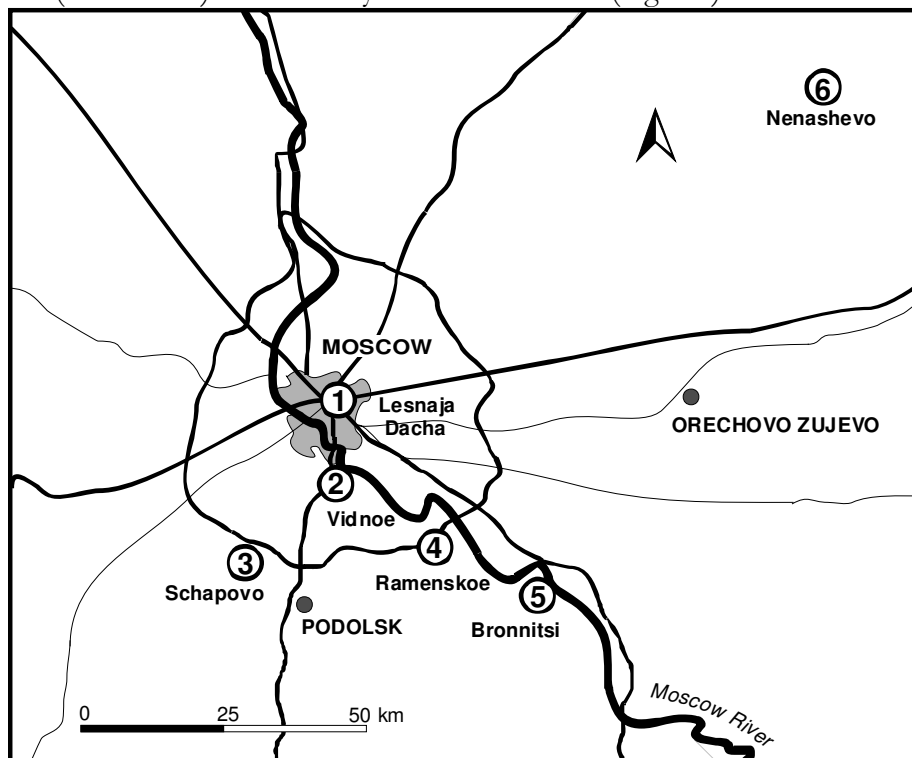 6
Nenashevo
MOSCOW
1
Lesnaja
Dacha
ORECHOVO ZUJEVO
2
Vidnoe
3
Schapovo
4
Ramenskoe
5
Bronnitsi
PODOLSK
0 25 50 km
Moscow River